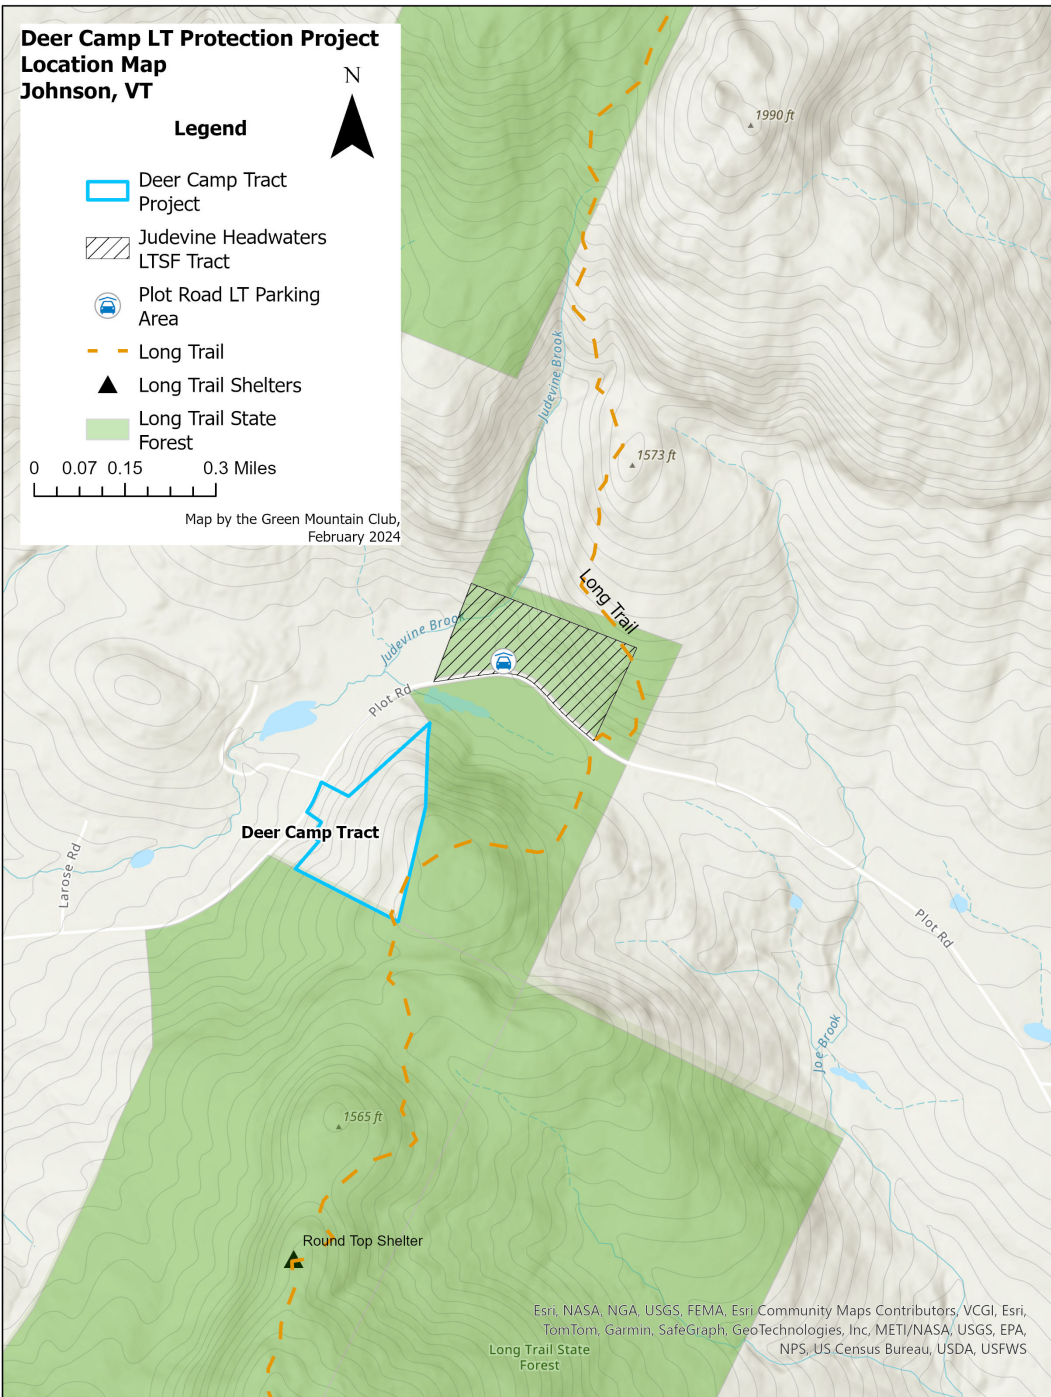 Deer Camp LT Protection Project
Location Map
Johnson, VT
N
Legend
Deer Camp Tract
Project
Judevine Headwaters
LTSF Tract
Plot Road LT Parking
Area
Long Trail
Long Trail Shelters
Long Trail State
Forest
0 0.07 0.15 0.3 Miles
Map by the Green Mountain Club,
February 2024
1990 ft
Judevine Brook
1573 ft
Long Trail
Judevine Brook
Plot Rd
Deer Camp Tract
Larose Rd
Plot Rd
Joe Brook
1565 ft
Round Top Shelter
Esri, NASA, NGA, USGS, FEMA, Esri Community Maps Contributors, VCGI, Esri,
TomTom, Garmin, SafeGraph, GeoTechnologies, Inc, METI/NASA, USGS, EPA,
NPS, US Census Bureau, USDA, USFWS
Long Trail State
Forest